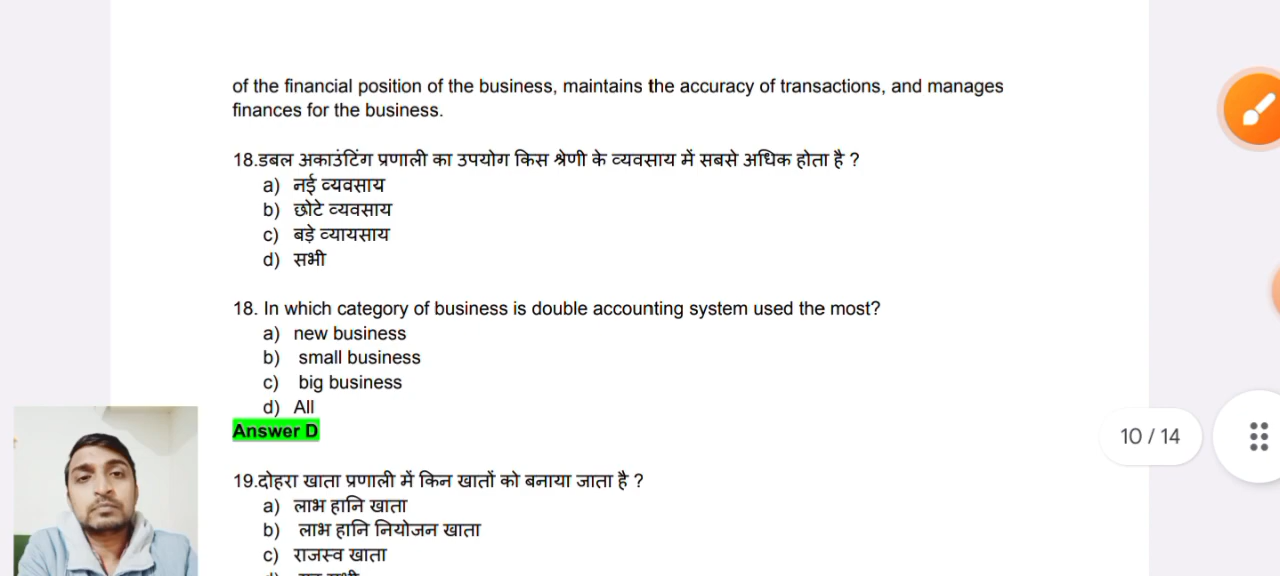 of the financial position of the business, maintains the accuracy of transactions, and manages
finances for the business.
18.डबल अकाउंटिंग प्रणाली का उपयोग किस श्रेणी के व्यवसाय में सबसे अधिक होता है ?
a) नई व्यवसाय
b) छोटे व्यवसाय
c) बड़े व्यायसाय
d) सभी
18. In which category of business is double accounting system used the most?
a) new business
b) small business
c) big business
d) All
Answer D
10 / 14
19.दोहरा खाता प्रणाली में किन खातों को बनाया जाता है ?
a) लाभ हानि खाता
b) लाभ हानि नियोजन खाता
c) राजस्व खाता